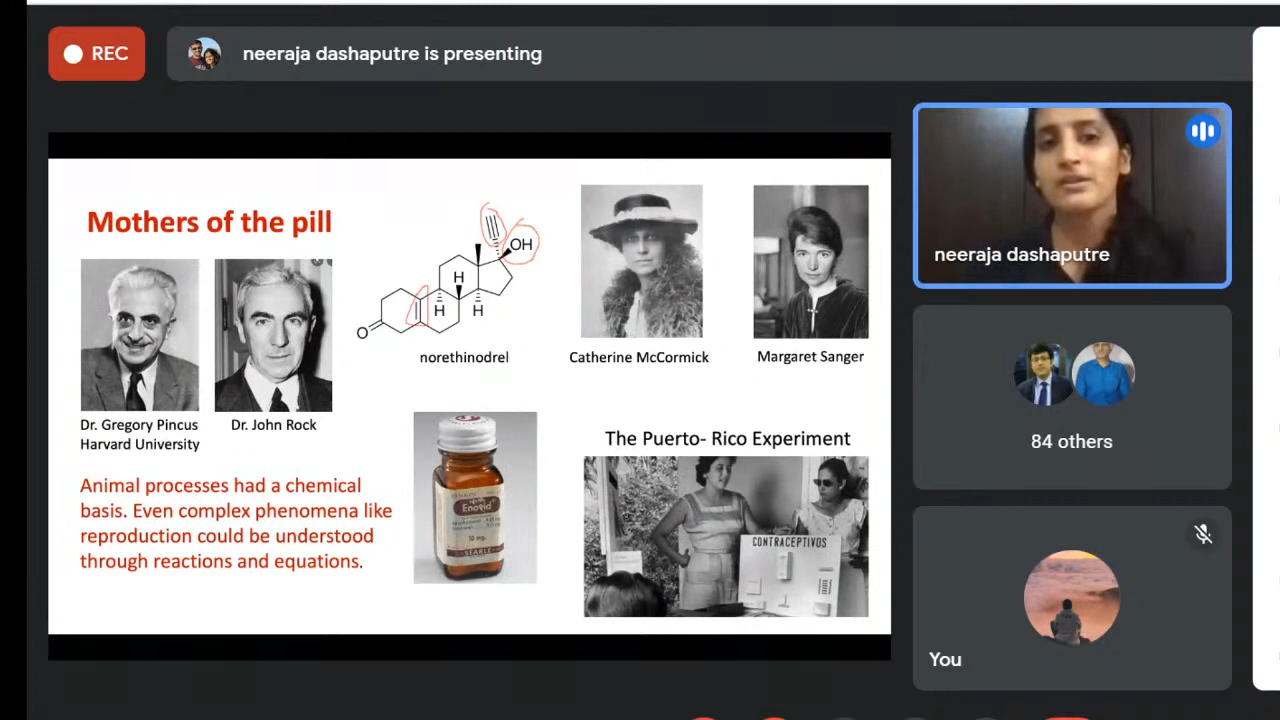 REC
neeraja dashaputre is presenting
Mothers of the pill
OH
H
H
H
O
norethinodrel
Catherine McCormick
Margaret Sanger
Dr. Gregory Pincus
Harvard University
Dr. John Rock
Animal processes had a chemical
basis. Even complex phenomena like
reproduction could be understood
through reactions and equations.
Enovid
10 mg.
SEARLE
The Puerto- Rico Experiment
CONTRACEPTIVOS
neeraja dashaputre
84 others
You